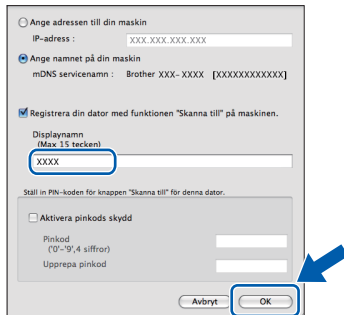 Ange adressen till din maskin
IP-adress : XXX.XXX.XXX.XXX
Ange namnet på din maskin
mDNS servicenamn : Brother XXX-XXXX [XXXXXXXXXXXX]
Registrera din dator med funktionen "Skanna till" på maskinen.
Displaynamn
(Max 15 tecken)
XXXX
Ställ in PIN-koden för knappen "Skanna till" för denna dator.
Aktivera pinkods skydd
Pinkod
('0'-'9',4 siffror)
Upprepa pinkod
Avbryt OK